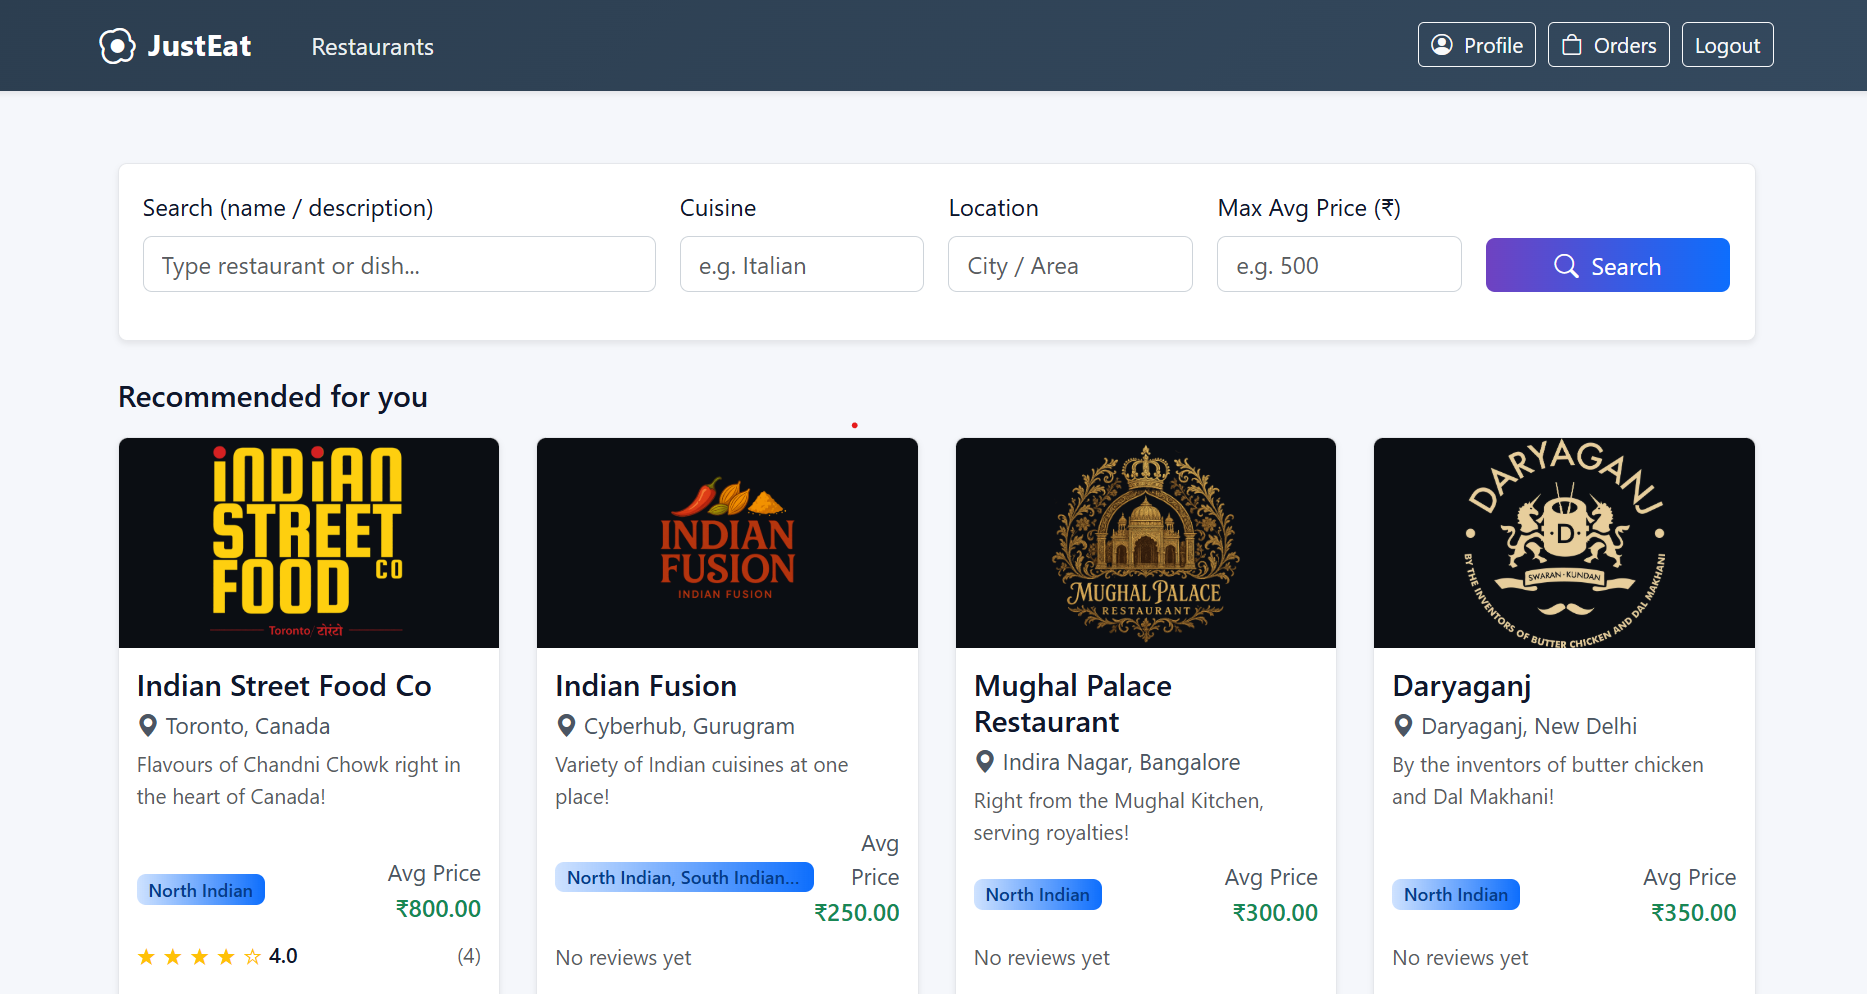 JustEat
Restaurants
Profile
Orders
Logout
Search (name / description)
Cuisine
Location
Max Avg Price (₹)
Type restaurant or dish...
e.g. Italian
City / Area
e.g. 500
Search
Recommended for you
INDIAN
STREET
FOOD CO
Toronto टोरंटो
Indian Street Food Co
Toronto, Canada
Flavours of Chandni Chowk right in
the heart of Canada!
North Indian
Avg Price
₹800.00
4.0
(4)
INDIAN
FUSION
INDIAN FUSION
Indian Fusion
Cyberhub, Gurugram
Variety of Indian cuisines at one
place!
North Indian, South Indian...
Avg
Price
₹250.00
No reviews yet
MUGHAL PALACE
RESTAURANT
Mughal Palace
Restaurant
Indira Nagar, Bangalore
Right from the Mughal Kitchen,
serving royalties!
North Indian
Avg Price
₹300.00
No reviews yet
DARYAGANJ
D
SWARAN-KUNDAN
BY THE INVENTORS OF BUTTER CHICKEN AND DAL MAKHANI
Daryaganj
Daryaganj, New Delhi
By the inventors of butter chicken
and Dal Makhani!
North Indian
Avg Price
₹350.00
No reviews yet